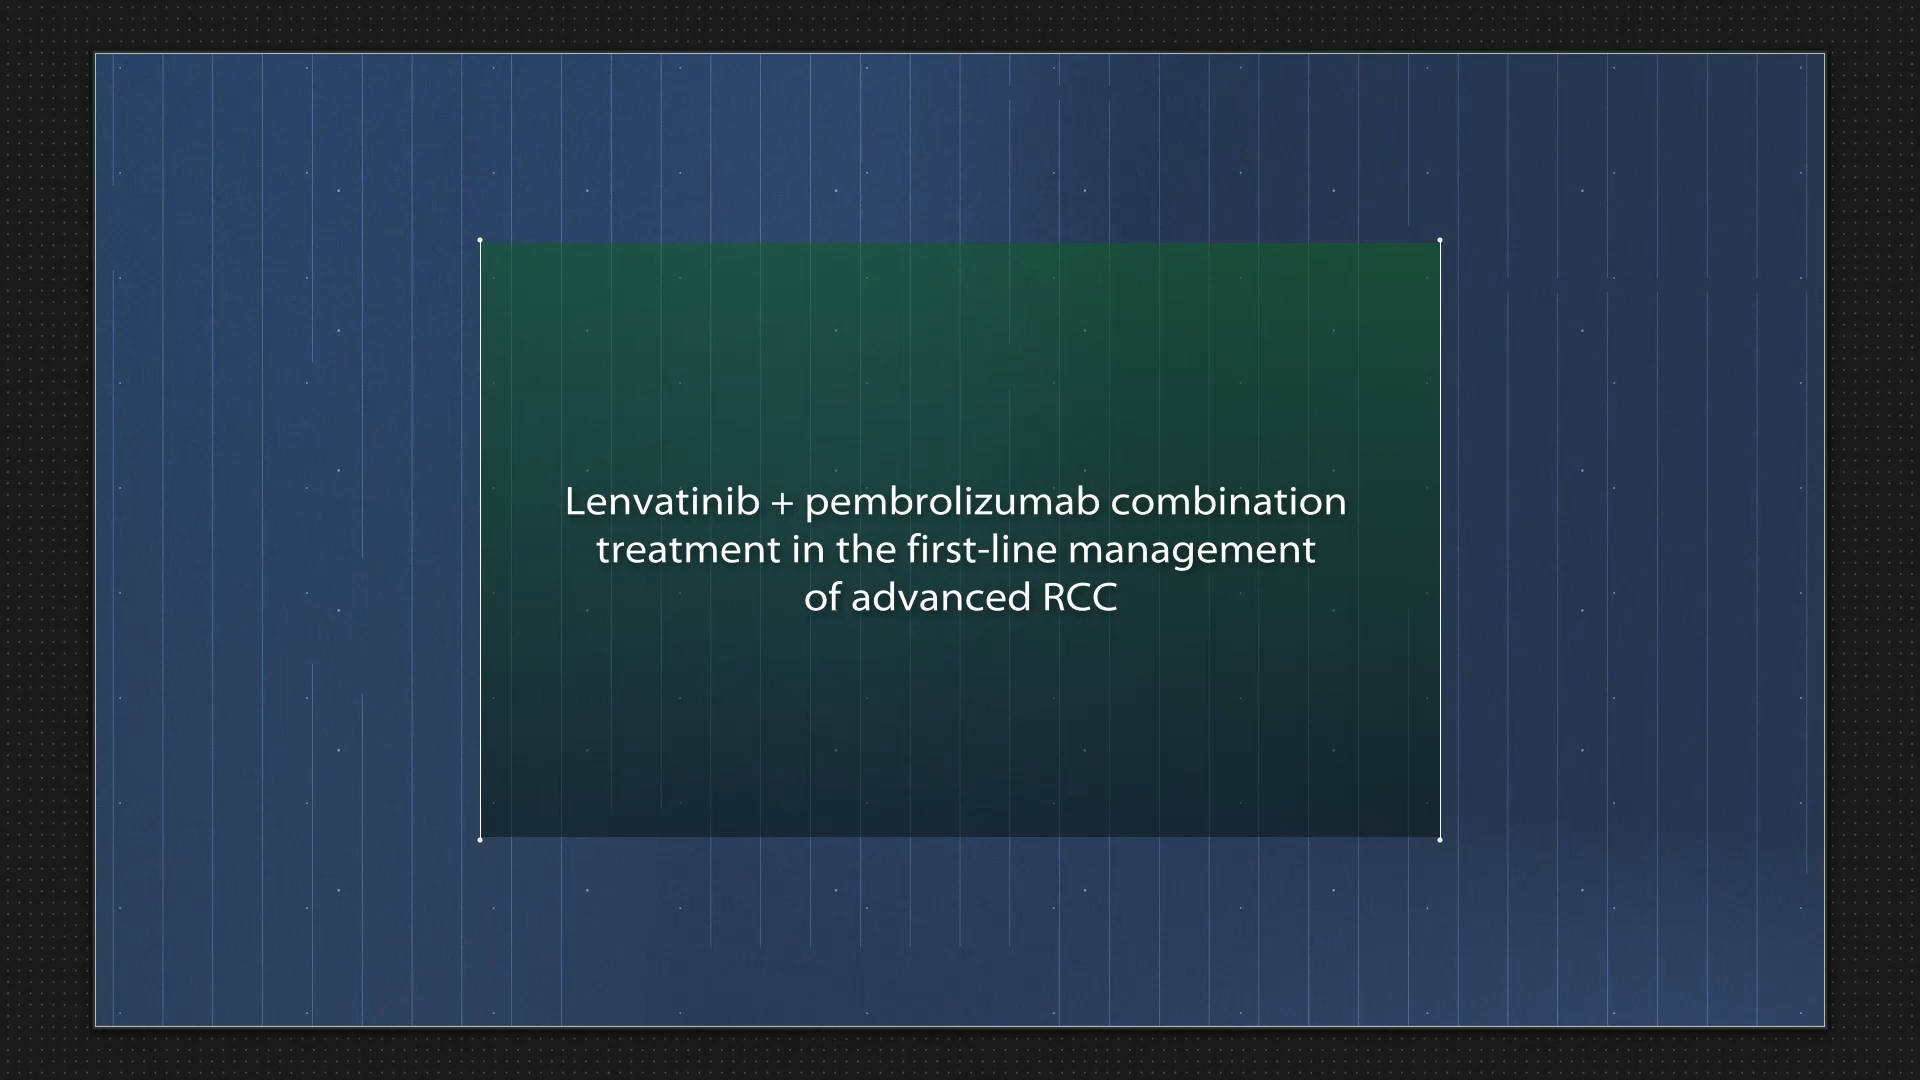 Lenvatinib + pembrolizumab combination
treatment in the first-line management
of advanced RCC